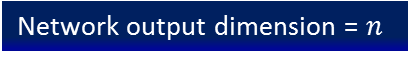 Network output dimension = n